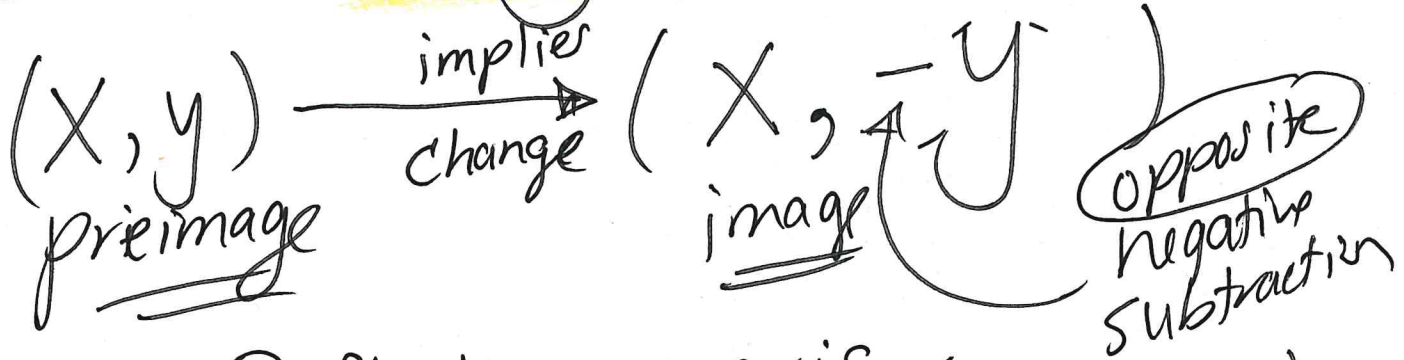 (x, y) implies change (x, -y)
preimage image
opposite
negative
subtraction